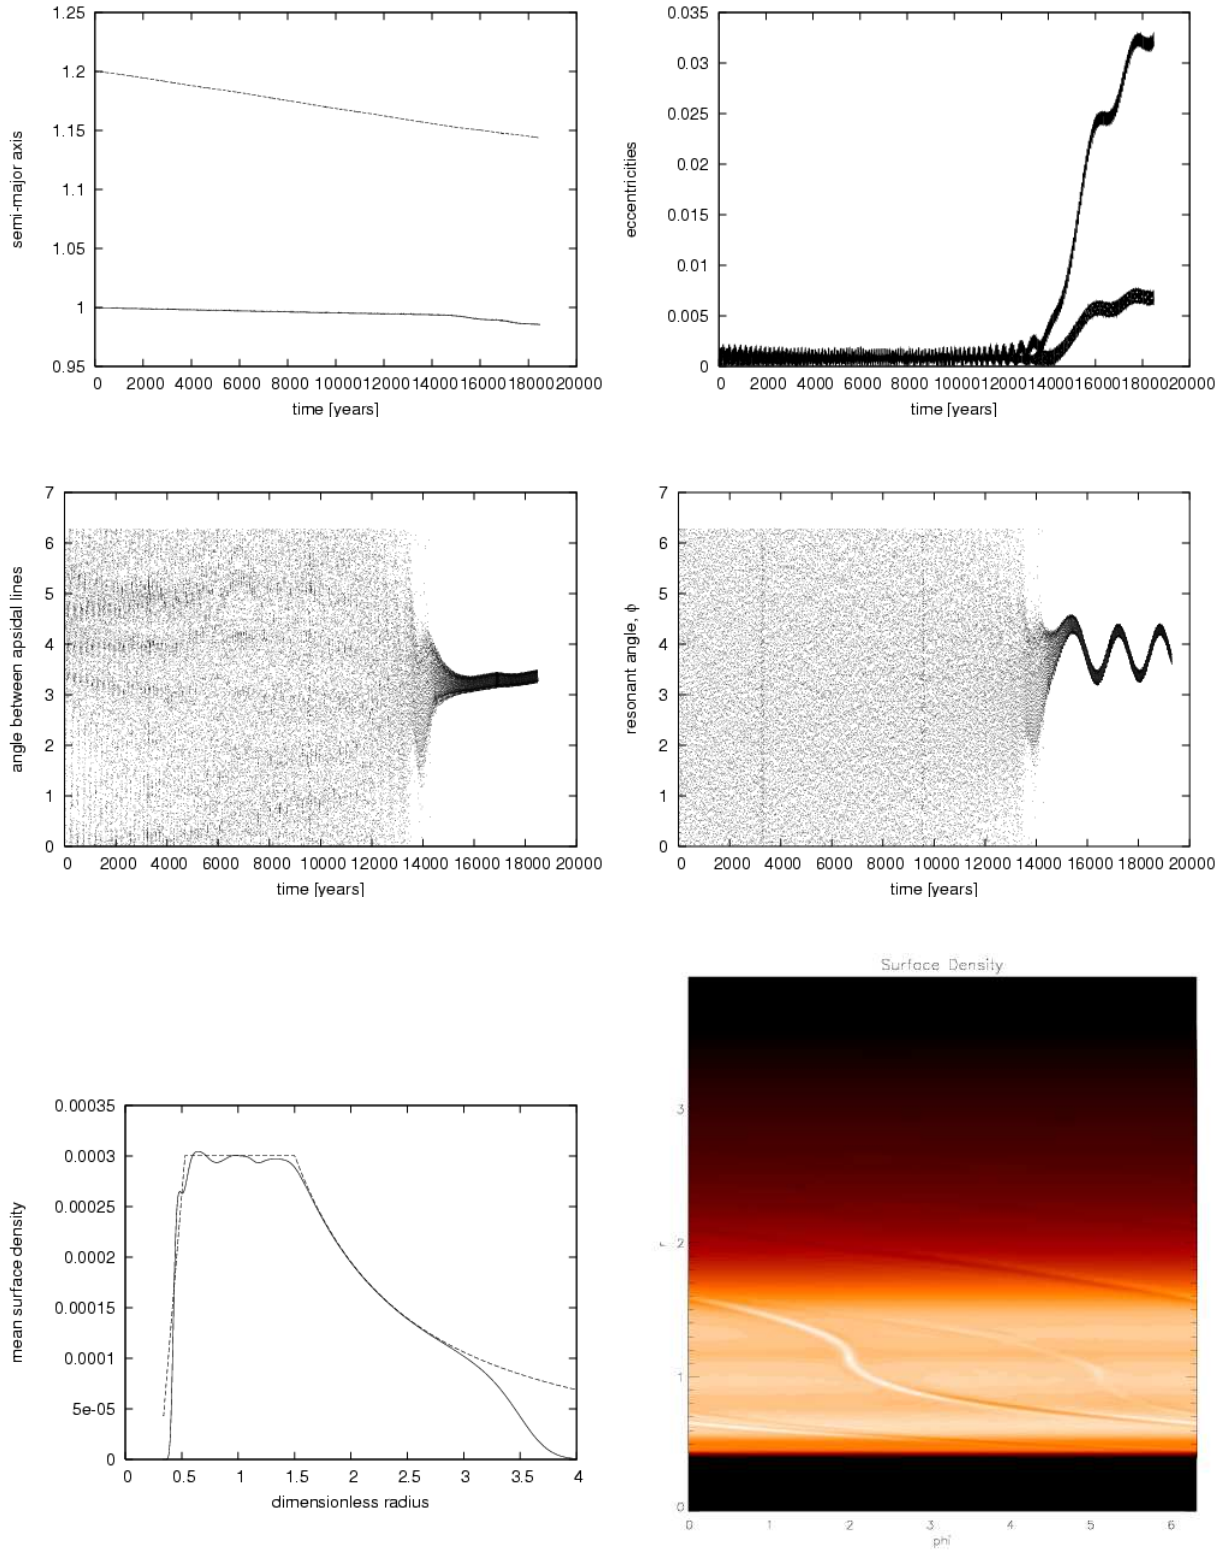 1.25
1.2
1.15
1.1
1.05
1
0.95
semi-major axis
0 2000 4000 6000 8000 10000 12000 14000 16000 18000 20000
time [years]
0.035
0.03
0.025
0.02
0.015
0.01
0.005
0
eccentricities
0 2000 4000 6000 8000 10000 12000 14000 16000 18000 20000
time [years]
7
6
5
4
3
2
1
0
angle between apsidal lines
0 2000 4000 6000 8000 10000 12000 14000 16000 18000 20000
time [years]
7
6
5
4
3
2
1
0
resonant angle, ϕ
0 2000 4000 6000 8000 10000 12000 14000 16000 18000 20000
time [years]
0.00035
0.0003
0.00025
0.0002
0.00015
0.0001
5e-05
0
mean surface density
0 0.5 1 1.5 2 2.5 3 3.5 4
dimensionless radius
Surface Density
3
2
1
0
r
0 1 2 3 4 5 6
phi